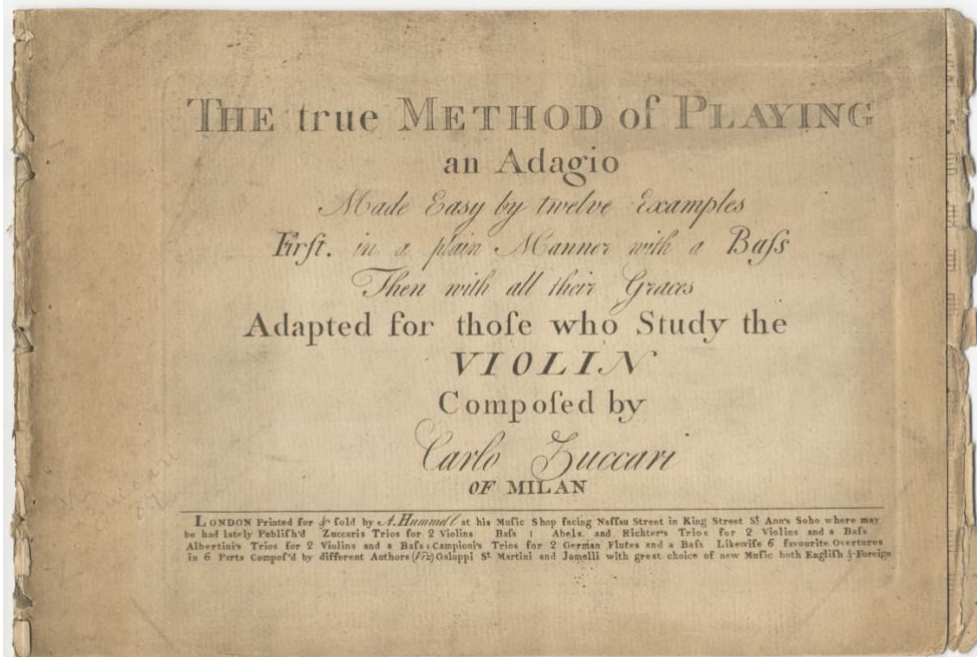 THE true METHOD of PLAYING
an Adagio
Made Easy by twelve Examples
Firſt. in a plain Manner with a Baſs
Then with all their Graces
Adapted for thoſe who Study the
VIOLIN
Compoſed by
Carlo Zuccari
OF MILAN
LONDON Printed for & ſold by A. Hummel at his Muſic Shop facing Naſſau Street in King Street St. Ann's Soho where may
be had lately Publiſh'd Zuccaris Trios for 2 Violins Baſs : Abels, and Richter's Trios for 2 Violins and a Baſs
Albertini's Trios for 2 Violins and a Baſs : Campioni's Trios for 2 German Flutes and a Baſs Likewiſe 6 favourite Overtures
in 6 Parts Compoſ'd by different Authors (Viz) Galuppi St. Martini and Jumelli with great choice of new Muſic both Engliſh & Foreign